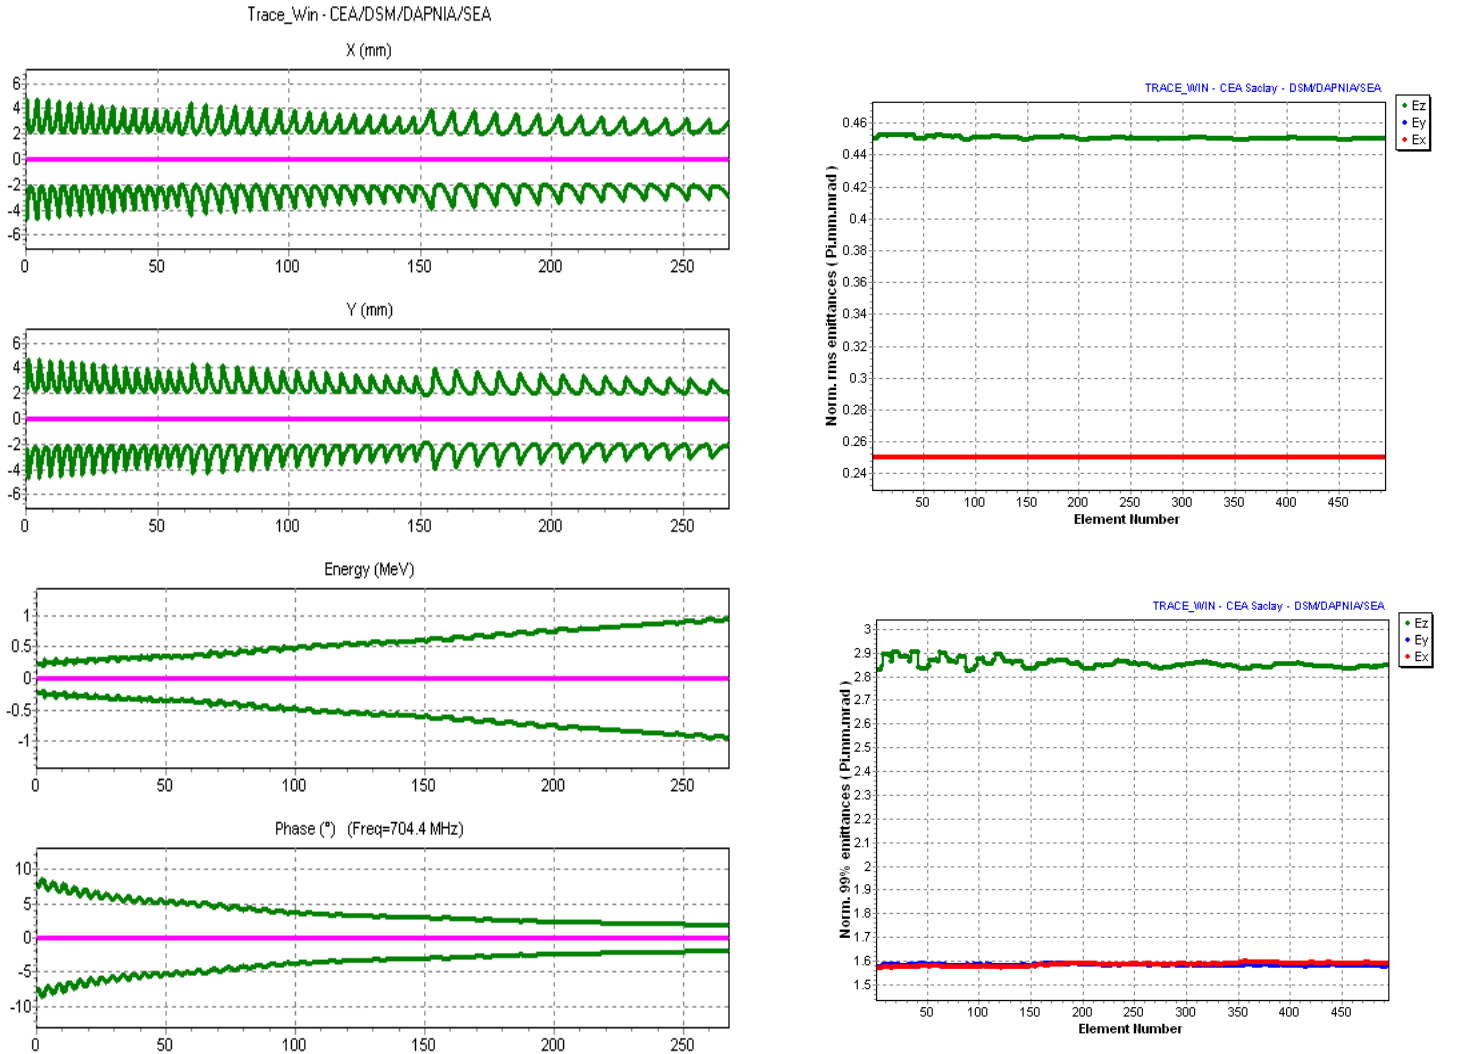 Trace_Win - CEA/DSM/DAPNIA/SEA
X (mm)
6
4
2
0
-2
-4
-6
0 50 100 150 200 250
Y (mm)
6
4
2
0
-2
-4
-6
0 50 100 150 200 250
Energy (MeV)
1
0.5
0
-0.5
-1
0 50 100 150 200 250
Phase (°) (Freq=704.4 MHz)
10
5
0
-5
-10
0 50 100 150 200 250
TRACE_WIN - CEA Saclay - DSM/DAPNIA/SEA
Ez
Ey
Ex
Norm. rms emittances ( Pi.mm.mrad )
0.46
0.44
0.42
0.4
0.38
0.36
0.34
0.32
0.3
0.28
0.26
0.24
50 100 150 200 250 300 350 400 450
Element Number
TRACE_WIN - CEA Saclay - DSM/DAPNIA/SEA
Ez
Ey
Ex
Norm. 99% emittances ( Pi.mm.mrad )
3
2.9
2.8
2.7
2.6
2.5
2.4
2.3
2.2
2.1
2
1.9
1.8
1.7
1.6
1.5
50 100 150 200 250 300 350 400 450
Element Number